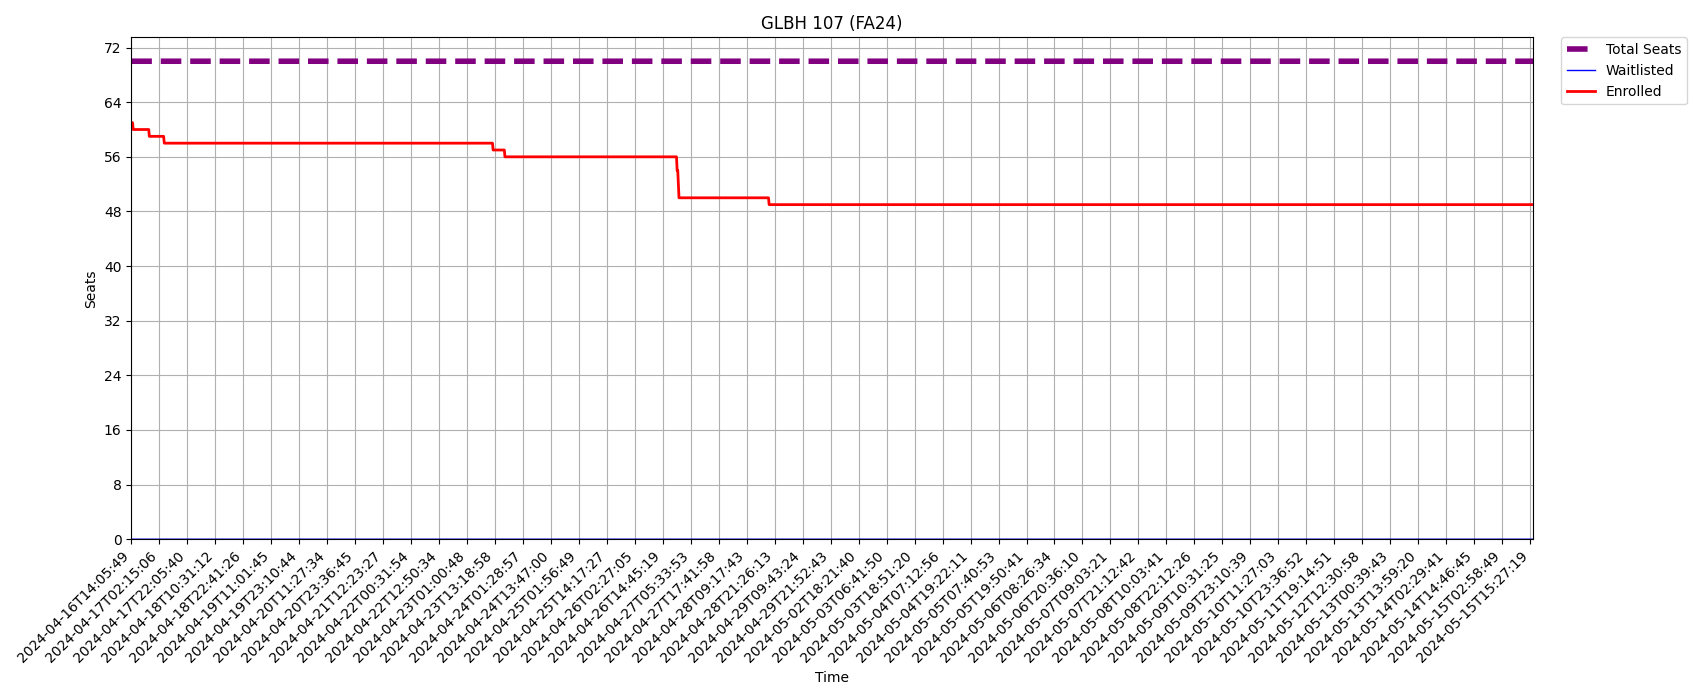 GLBH 107 (FA24)
72
64
56
48
40
32
24
16
8
0
Seats
Total Seats
Waitlisted
Enrolled
2024-04-16T14:05:49
2024-04-17T02:15:06
2024-04-17T22:05:40
2024-04-18T10:31:12
2024-04-18T22:41:26
2024-04-19T11:01:45
2024-04-19T23:10:44
2024-04-20T11:27:34
2024-04-20T23:36:45
2024-04-21T12:23:27
2024-04-22T00:31:54
2024-04-22T12:50:34
2024-04-23T01:00:48
2024-04-23T13:18:58
2024-04-24T01:28:57
2024-04-24T13:47:00
2024-04-25T01:56:49
2024-04-25T14:17:27
2024-04-26T02:27:05
2024-04-26T14:45:19
2024-04-27T05:33:53
2024-04-27T17:41:58
2024-04-28T09:17:43
2024-04-28T21:26:13
2024-04-29T09:43:24
2024-04-29T21:52:43
2024-05-02T18:21:40
2024-05-03T06:41:50
2024-05-03T18:51:20
2024-05-04T07:12:56
2024-05-04T19:22:11
2024-05-05T07:40:53
2024-05-05T19:50:41
2024-05-06T08:26:34
2024-05-06T20:36:10
2024-05-07T09:03:21
2024-05-07T21:12:42
2024-05-08T10:03:41
2024-05-08T22:12:26
2024-05-09T10:31:25
2024-05-09T23:10:39
2024-05-10T11:27:03
2024-05-10T23:36:52
2024-05-11T19:14:51
2024-05-12T12:30:58
2024-05-13T00:39:43
2024-05-13T13:59:20
2024-05-14T02:29:41
2024-05-14T14:46:45
2024-05-15T02:58:49
2024-05-15T15:27:19
Time